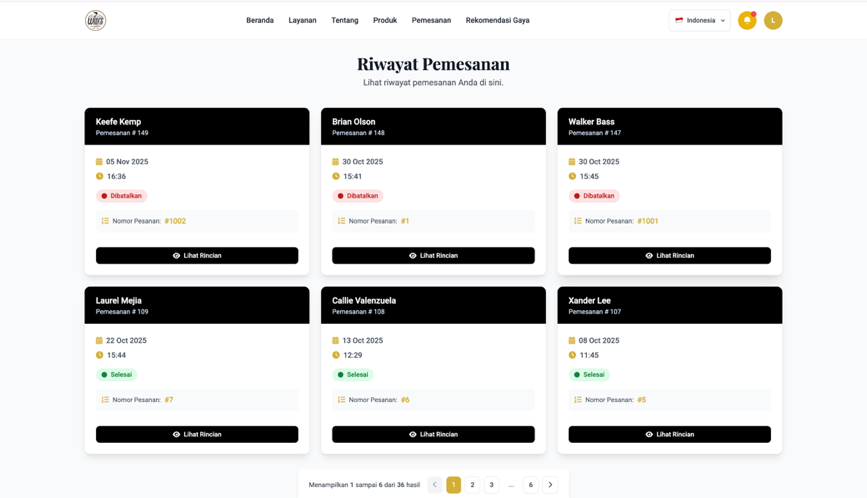 WAY'S
Beranda Layanan Tentang Produk Pemesanan Rekomendasi Gaya Indonesia L
Riwayat Pemesanan
Lihat riwayat pemesanan Anda di sini.
Keefe Kemp
Pemesanan # 149
05 Nov 2025
16:36
Dibatalkan
Nomor Pesanan: #1002
Lihat Rincian
Brian Olson
Pemesanan # 148
30 Oct 2025
15:41
Dibatalkan
Nomor Pesanan: #1
Lihat Rincian
Walker Bass
Pemesanan # 147
30 Oct 2025
15:45
Dibatalkan
Nomor Pesanan: #1001
Lihat Rincian
Laurel Mejia
Pemesanan # 109
22 Oct 2025
15:44
Selesai
Nomor Pesanan: #7
Lihat Rincian
Callie Valenzuela
Pemesanan # 108
13 Oct 2025
12:29
Selesai
Nomor Pesanan: #6
Lihat Rincian
Xander Lee
Pemesanan # 107
08 Oct 2025
11:45
Selesai
Nomor Pesanan: #5
Lihat Rincian
Menampilkan 1 sampai 6 dari 36 hasil < 1 2 3 ... 6 >